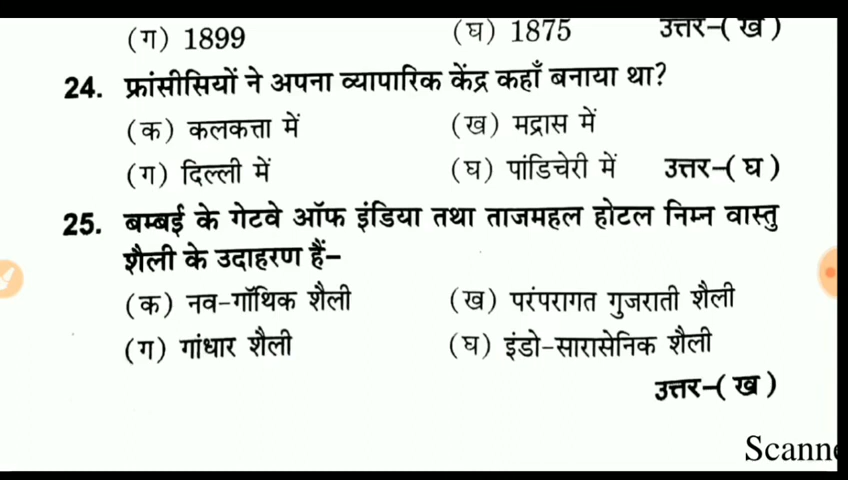 (ग) 1899 (घ) 1875 उत्तर–( ख )
24. फ्रांसीसियों ने अपना व्यापारिक केंद्र कहाँ बनाया था?
(क) कलकत्ता में (ख) मद्रास में
(ग) दिल्ली में (घ) पांडिचेरी में उत्तर–( घ )
25. बम्बई के गेटवे ऑफ इंडिया तथा ताजमहल होटल निम्न वास्तु
शैली के उदाहरण हैं–
(क) नव-गॉथिक शैली (ख) परंपरागत गुजराती शैली
(ग) गांधार शैली (घ) इंडो-सारासेनिक शैली
उत्तर–( ख )
Scanne